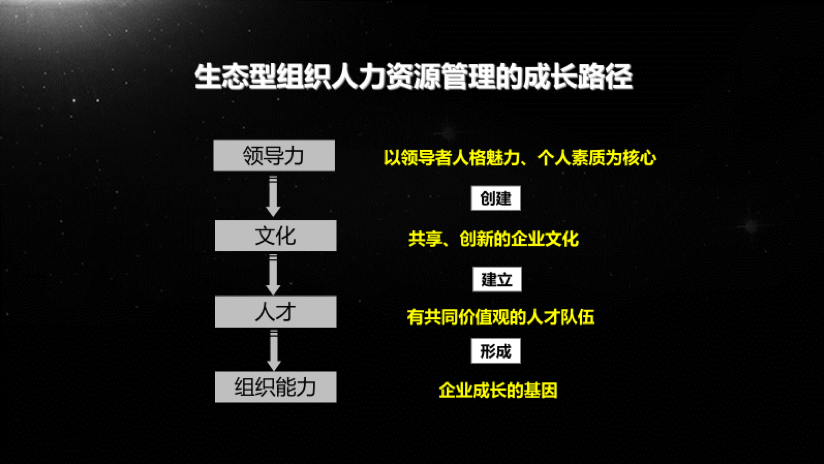 生态型组织人力资源管理的成长路径
领导力
以领导者人格魅力、个人素质为核心
创建
文化
共享、创新的企业文化
建立
人才
有共同价值观的人才队伍
形成
组织能力
企业成长的基因